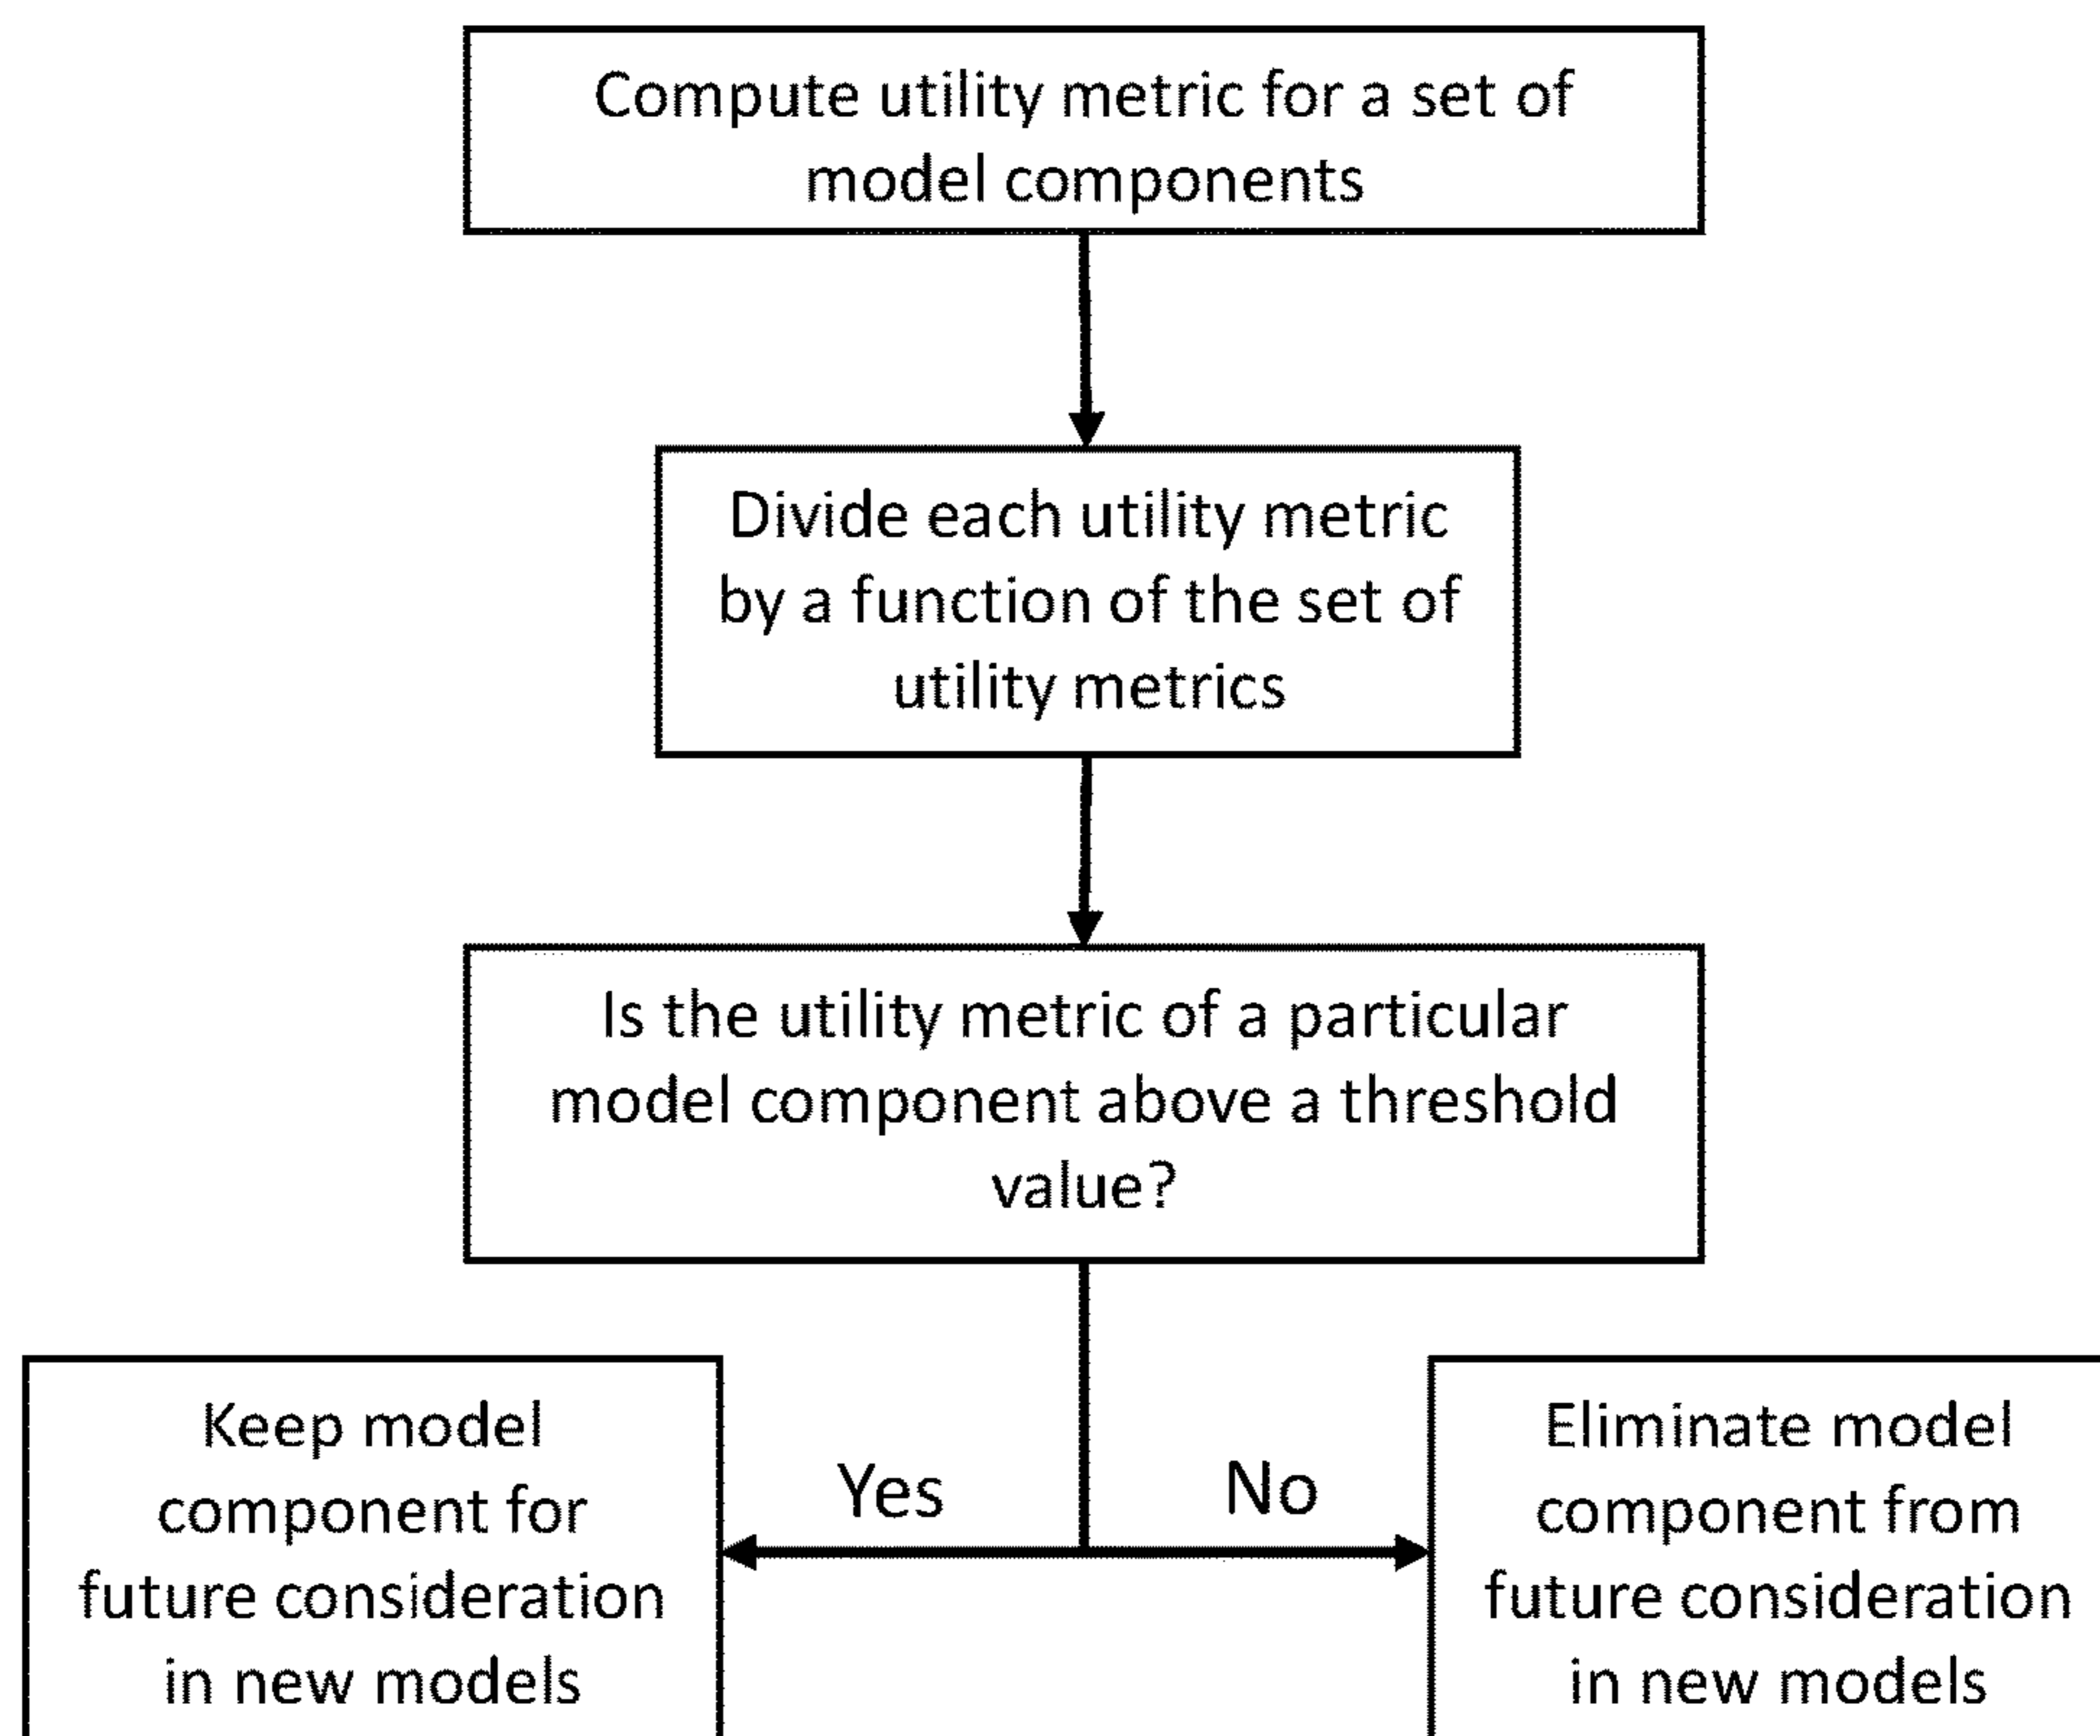 Compute utility metric for a set of
model components
Divide each utility metric
by a function of the set of
utility metrics
Is the utility metric of a particular
model component above a threshold
value?
Keep model
component for
future consideration
in new models
Yes
No
Eliminate model
component from
future consideration
in new models